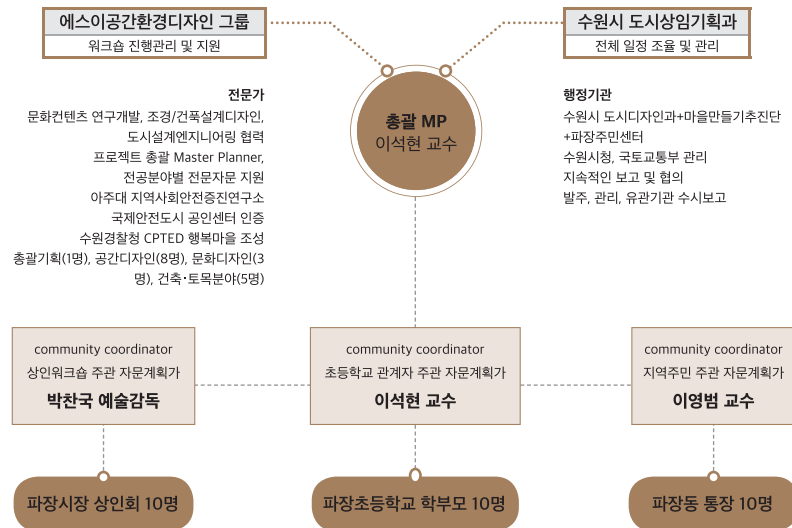 에스이공간환경디자인 그룹
워크숍 진행관리 및 지원
수원시 도시상임기획과
전체 일정 조율 및 관리
총괄 MP
이석현 교수
전문가
문화컨텐츠 연구개발, 조경/건푹설계디자인,
도시설계엔지니어링 협력
프로젝트 총괄 Master Planner,
전공분야별 전문자문 지원
아주대 지역사회안전증진연구소
국제안전도시 공인센터 인증
수원경찰청 CPTED 행복마을 조성
총괄기획(1명), 공간디자인(8명), 문화디자인(3
명), 건축·토목분야(5명)
행정기관
수원시 도시디자인과+마을만들기추진단
+파장주민센터
수원시청, 국토교통부 관리
지속적인 보고 및 협의
발주, 관리, 유관기관 수시보고
community coordinator
상인워크숍 주관 자문계획가
박찬국 예술감독
community coordinator
초등학교 관계자 주관 자문계획가
이석현 교수
community coordinator
지역주민 주관 자문계획가
이영범 교수
파장시장 상인회 10명
파장초등학교 학부모 10명
파장동 통장 10명